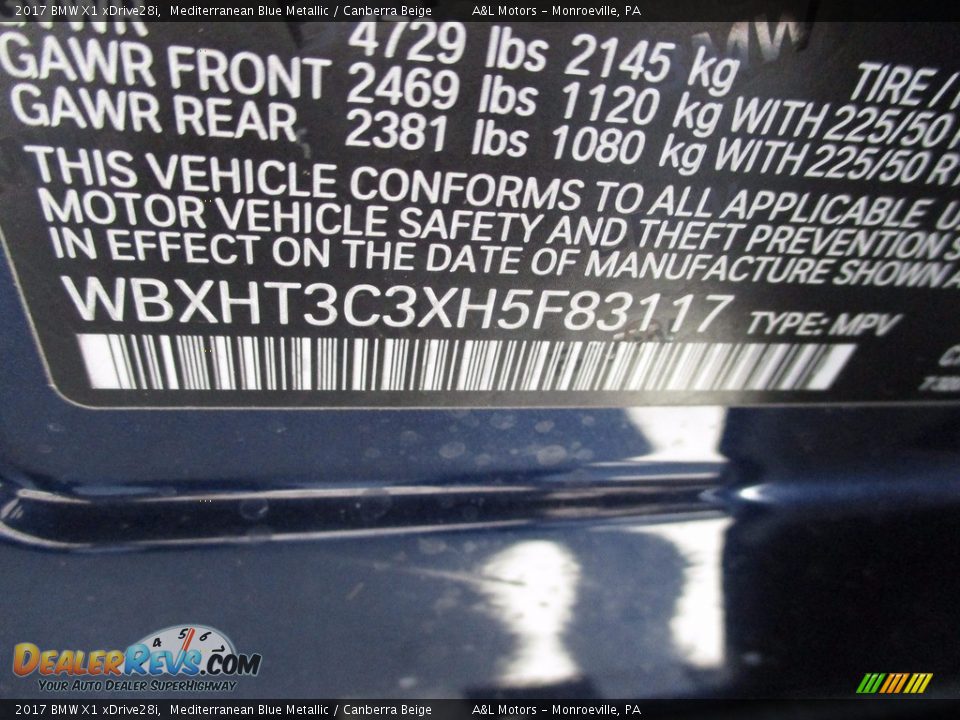 2017 BMW X1 xDrive28i, Mediterranean Blue Metallic / Canberra Beige A&L Motors - Monroeville, PA
4729 lbs 2145 kg
GAWR FRONT 2469 lbs 1120 kg WITH 225/50
TIRE /
GAWR REAR 2381 lbs 1080 kg WITH 225/50 R
THIS VEHICLE CONFORMS TO ALL APPLICABLE
MOTOR VEHICLE SAFETY AND THEFT PREVENTION
IN EFFECT ON THE DATE OF MANUFACTURE SHOWN
WBXHT3C3XH5F83117 TYPE: MPV
4 5 6
DEALERREVS.COM
YOUR AUTO DEALER SUPERHIGHWAY
2017 BMW X1 xDrive28i, Mediterranean Blue Metallic / Canberra Beige A&L Motors - Monroeville, PA